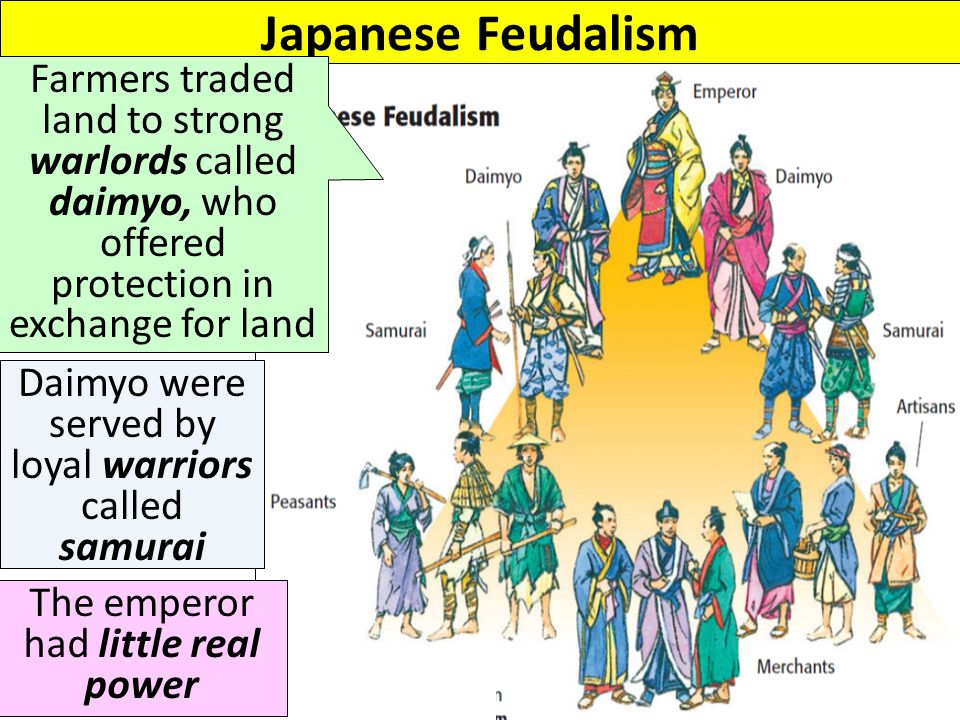 Japanese Feudalism
Farmers traded
land to strong
warlords called
daimyo, who
offered
protection in
exchange for land
Daimyo were
served by
loyal warriors
called
samurai
The emperor
had little real
power
ese Feudalism
Emperor
Daimyo
Daimyo
Samurai
Samurai
Artisans
Peasants
Merchants